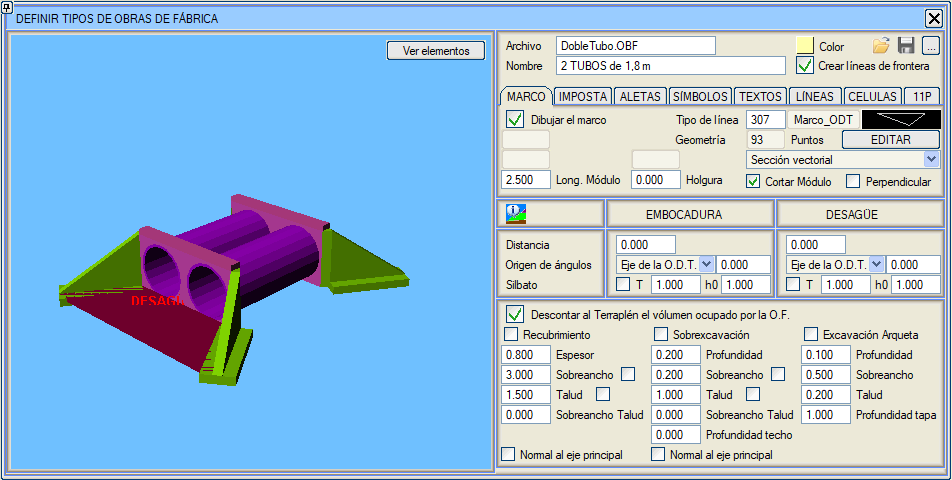 DEFINIR TIPOS DE OBRAS DE FÁBRICA
Ver elementos
DESAGÜ
Archivo DobleTubo.OBF Color ...
Nombre 2 TUBOS de 1,8 m Crear líneas de frontera
MARCO IMPOSTA ALETAS SÍMBOLOS TEXTOS LÍNEAS CELULAS 11P
Dibujar el marco Tipo de línea 307 Marco_ODT
Geometría 93 Puntos EDITAR
Sección vectorial
2.500 Long. Módulo 0.000 Holgura Cortar Módulo Perpendicular
EMBOCADURA DESAGÜE
Distancia 0.000 0.000
Origen de ángulos Eje de la O.D.T. 0.000 Eje de la O.D.T. 0.000
Silbato T 1.000 h0 1.000 T 1.000 h0 1.000
Descontar al Terraplén el vólumen ocupado por la O.F.
Recubrimiento Sobrexcavación Excavación Arqueta
0.800 Espesor 0.200 Profundidad 0.100 Profundidad
3.000 Sobreancho 0.200 Sobreancho 0.500 Sobreancho
1.500 Talud 1.000 Talud 0.200 Talud
0.000 Sobreancho Talud 0.000 Sobreancho Talud 1.000 Profundidad tapa
0.000 Profundidad techo
Normal al eje principal Normal al eje principal